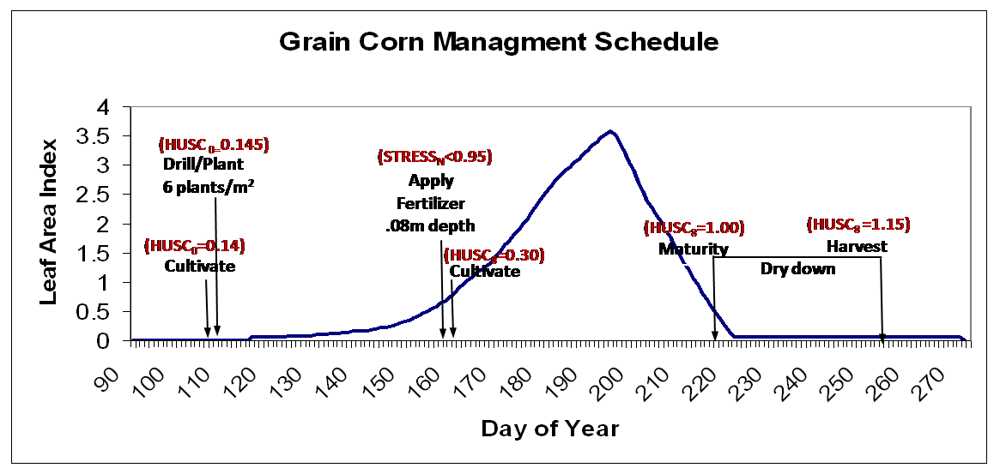 Grain Corn Managment Schedule
Leaf Area Index
4
3.5
3
2.5
2
1.5
1
0.5
0
(HUSC0=0.145)
Drill/Plant
6 plants/m2
(HUSC0=0.14)
Cultivate
(STRESSN<0.95)
Apply
Fertilizer
.08m depth
(HUSC =0.30)
Cultivate
(HUSC8=1.00)
Maturity
(HUSC8 =1.15)
Harvest
Dry down
90 100 110 120 130 140 150 160 170 180 190 200 210 220 230 240 250 260 270
Day of Year